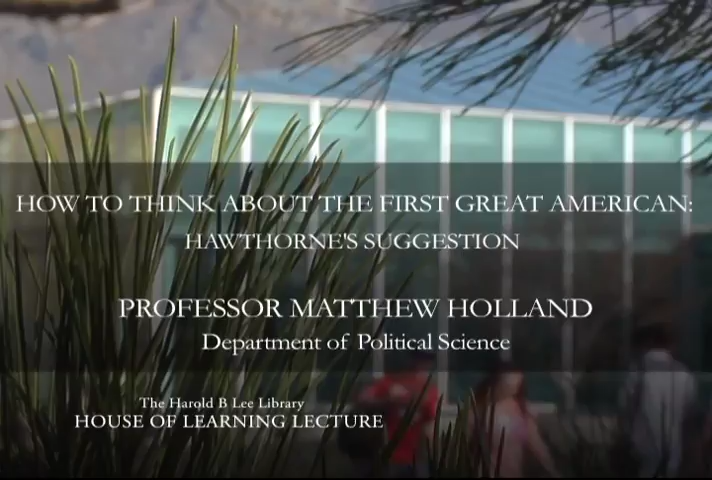 HOW TO THINK ABOUT THE FIRST GREAT AMERICAN:
HAWTHORNE'S SUGGESTION
PROFESSOR MATTHEW HOLLAND
Department of Political Science
The Harold B Lee Library
HOUSE OF LEARNING LECTURE